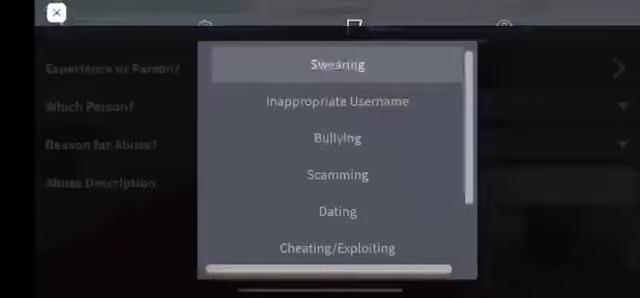 Experience or Person?
Which Person?
Reason for Abuse?
Abuse Description
Swearing
Inappropriate Username
Bullying
Scamming
Dating
Cheating/Exploiting